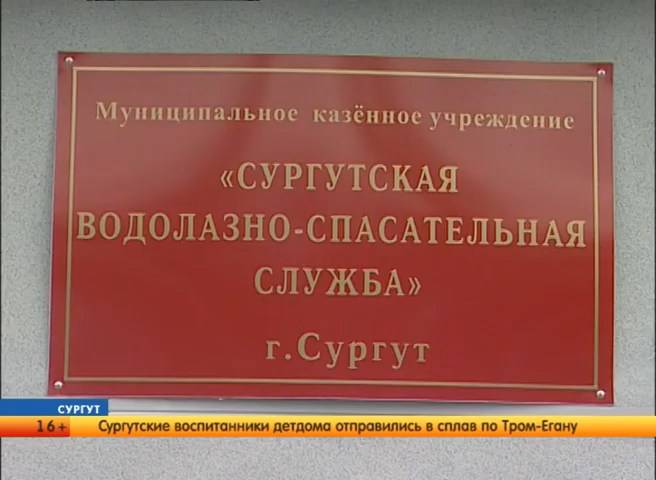 Муниципальное казённое учреждение
«СУРГУТСКАЯ
ВОДОЛАЗНО-СПАСАТЕЛЬНАЯ
СЛУЖБА»
г.Сургут
СУРГУТ
16+ Сургутские воспитанники детдома отправились в сплав по Тром-Егану